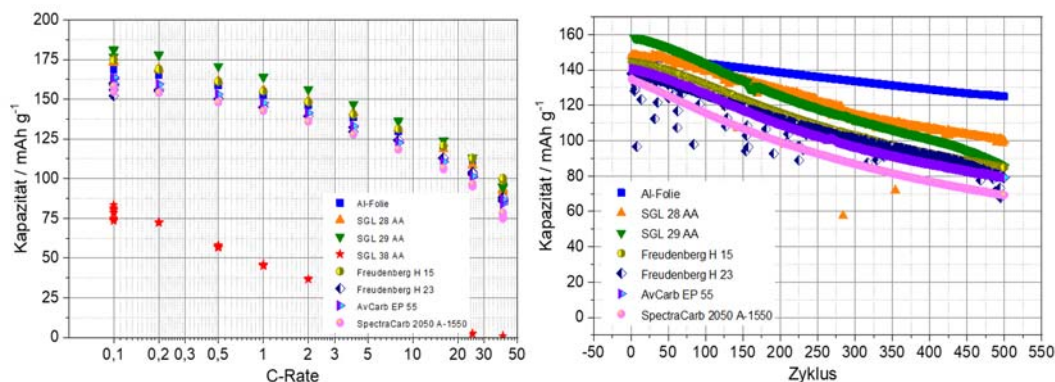 200
175
150
125
100
75
50
25
0
Kapazität / mAh g⁻¹
Al-Folie
SGL 28 AA
SGL 29 AA
SGL 38 AA
Freudenberg H 15
Freudenberg H 23
AvCarb EP 55
SpectraCarb 2050 A-1550
0,1 0,2 0,3 0,5 1 2 3 4 5 10 20 30 50
C-Rate
160
140
120
100
80
60
40
20
0
Kapazität / mAh g⁻¹
Al-Folie
SGL 28 AA
SGL 29 AA
Freudenberg H 15
Freudenberg H 23
AvCarb EP 55
SpectraCarb 2050 A-1550
-50 0 50 100 150 200 250 300 350 400 450 500 550
Zyklus